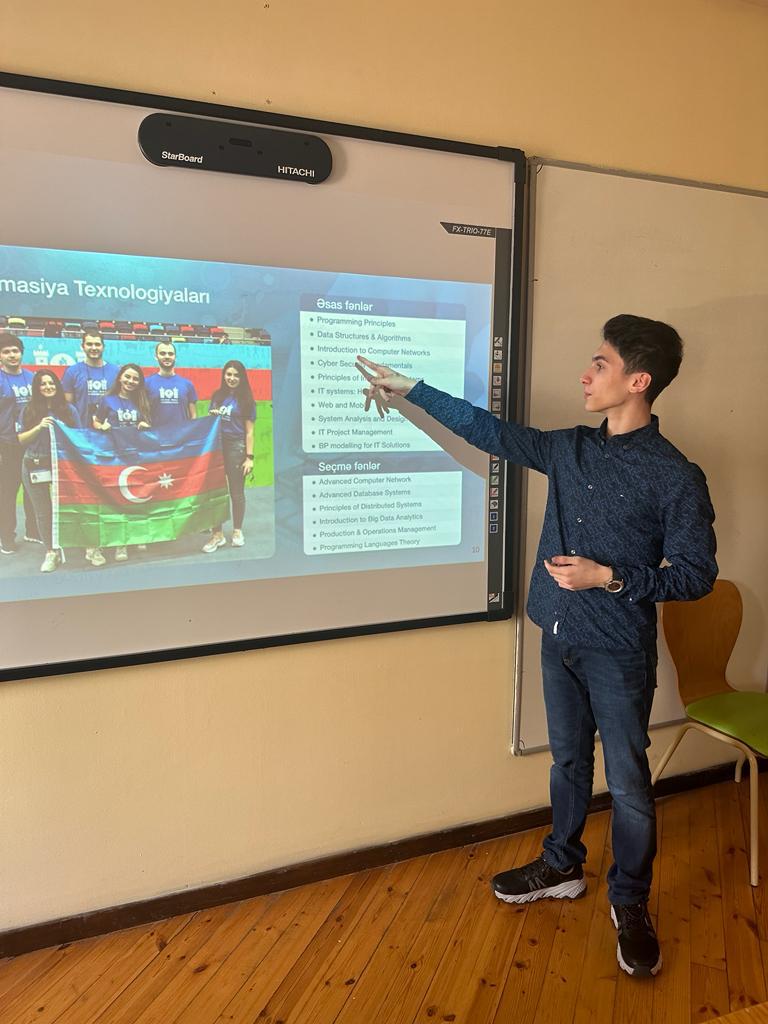 StarBoard
HITACHI
FX-TRIO-77E
masiya Texnologiyaları
Əsas fənlər
Programming Principles
Data Structures & Algorithms
Introduction to Computer Networks
Cyber
Principles of
IT systems:
Web and
System Analysis and Design
IT Project Management
BP modelling for IT Solutions
Seçmə fənlər
Advanced Computer Network
Advanced Database Systems
Principles of Distributed Systems
Introduction to Big Data Analytics
Production & Operations Management
Programming Languages Theory
10